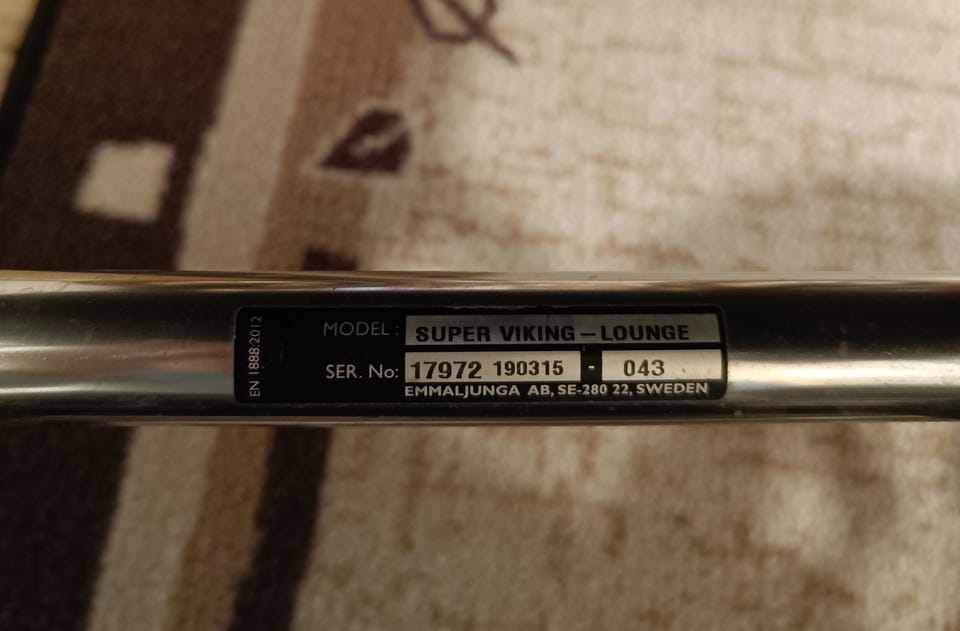 EN 1888:2012
MODEL : SUPER VIKING – LOUNGE
SER. No: 17972 190315 - 043
EMMALJUNGA AB, SE-280 22, SWEDEN